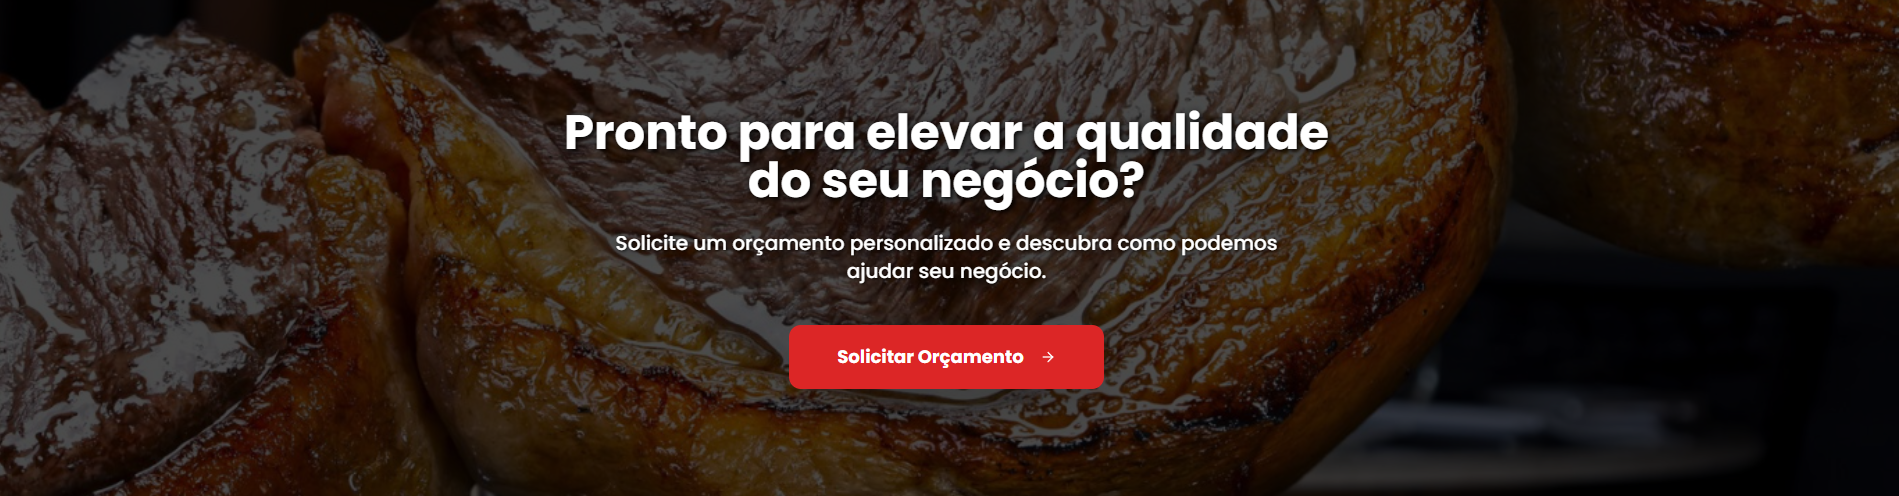 Pronto para elevar a qualidade
do seu negócio?
Solicite um orçamento personalizado e descubra como podemos
ajudar seu negócio.
Solicitar Orçamento →